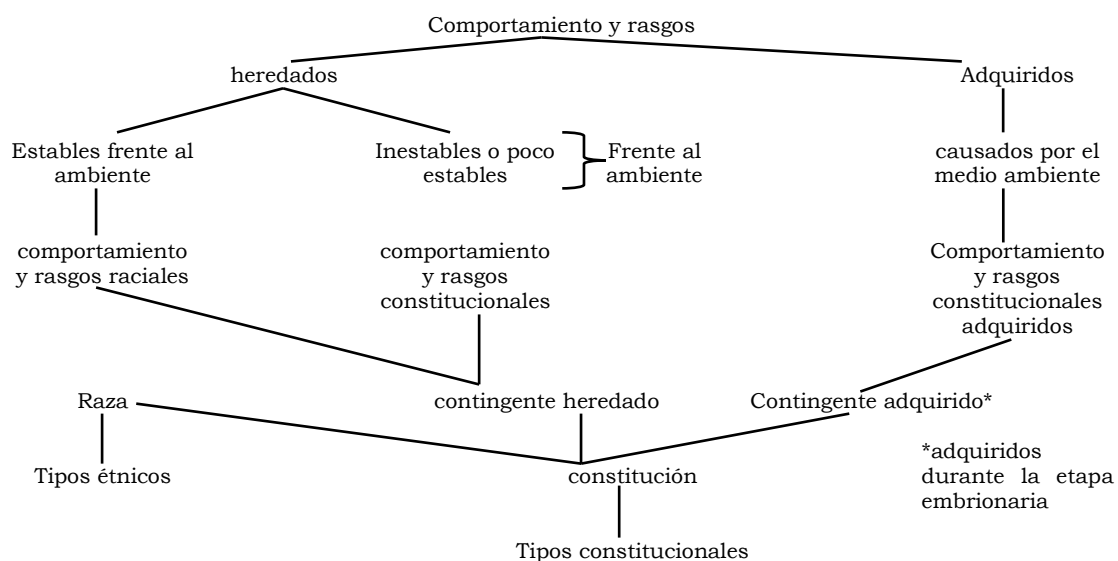 Comportamiento y rasgos
heredados
Adquiridos
Estables frente al
ambiente
Inestables o poco
estables
Frente al
ambiente
causados por el
medio ambiente
comportamiento
y rasgos raciales
comportamiento
y rasgos
constitucionales
Comportamiento
y rasgos
constitucionales
adquiridos
Raza
contingente heredado
Contingente adquirido*
Tipos étnicos
constitución
*adquiridos
durante la etapa
embrionaria
Tipos constitucionales